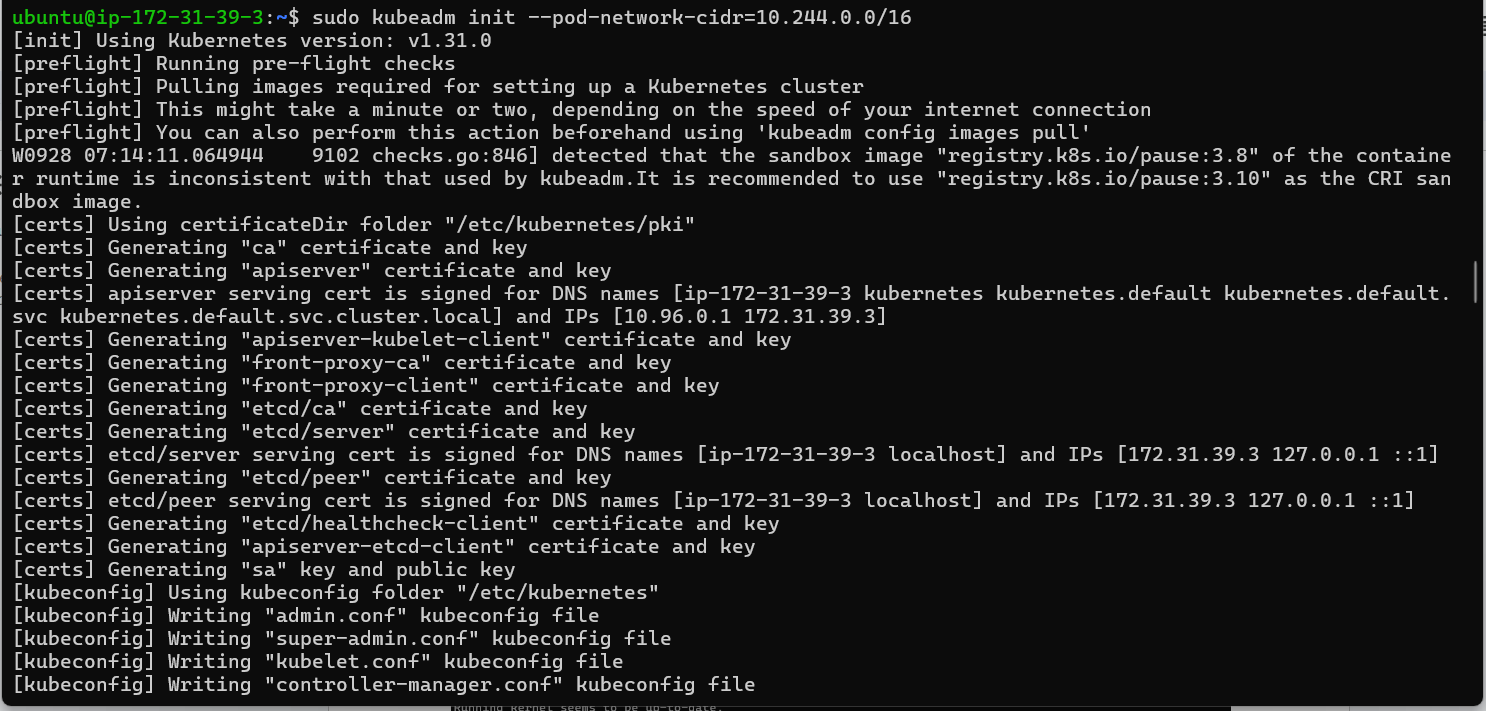 ubuntu@ip-172-31-39-3:~$ sudo kubeadm init --pod-network-cidr=10.244.0.0/16
[init] Using Kubernetes version: v1.31.0
[preflight] Running pre-flight checks
[preflight] Pulling images required for setting up a Kubernetes cluster
[preflight] This might take a minute or two, depending on the speed of your internet connection
[preflight] You can also perform this action beforehand using 'kubeadm config images pull'
W0928 07:14:11.064944    9102 checks.go:846] detected that the sandbox image "registry.k8s.io/pause:3.8" of the containe
r runtime is inconsistent with that used by kubeadm.It is recommended to use "registry.k8s.io/pause:3.10" as the CRI san
dbox image.
[certs] Using certificateDir folder "/etc/kubernetes/pki"
[certs] Generating "ca" certificate and key
[certs] Generating "apiserver" certificate and key
[certs] apiserver serving cert is signed for DNS names [ip-172-31-39-3 kubernetes kubernetes.default kubernetes.default.
svc kubernetes.default.svc.cluster.local] and IPs [10.96.0.1 172.31.39.3]
[certs] Generating "apiserver-kubelet-client" certificate and key
[certs] Generating "front-proxy-ca" certificate and key
[certs] Generating "front-proxy-client" certificate and key
[certs] Generating "etcd/ca" certificate and key
[certs] Generating "etcd/server" certificate and key
[certs] etcd/server serving cert is signed for DNS names [ip-172-31-39-3 localhost] and IPs [172.31.39.3 127.0.0.1 ::1]
[certs] Generating "etcd/peer" certificate and key
[certs] etcd/peer serving cert is signed for DNS names [ip-172-31-39-3 localhost] and IPs [172.31.39.3 127.0.0.1 ::1]
[certs] Generating "etcd/healthcheck-client" certificate and key
[certs] Generating "apiserver-etcd-client" certificate and key
[certs] Generating "sa" key and public key
[kubeconfig] Using kubeconfig folder "/etc/kubernetes"
[kubeconfig] Writing "admin.conf" kubeconfig file
[kubeconfig] Writing "super-admin.conf" kubeconfig file
[kubeconfig] Writing "kubelet.conf" kubeconfig file
[kubeconfig] Writing "controller-manager.conf" kubeconfig file
Running kernel seems to be up-to-date.